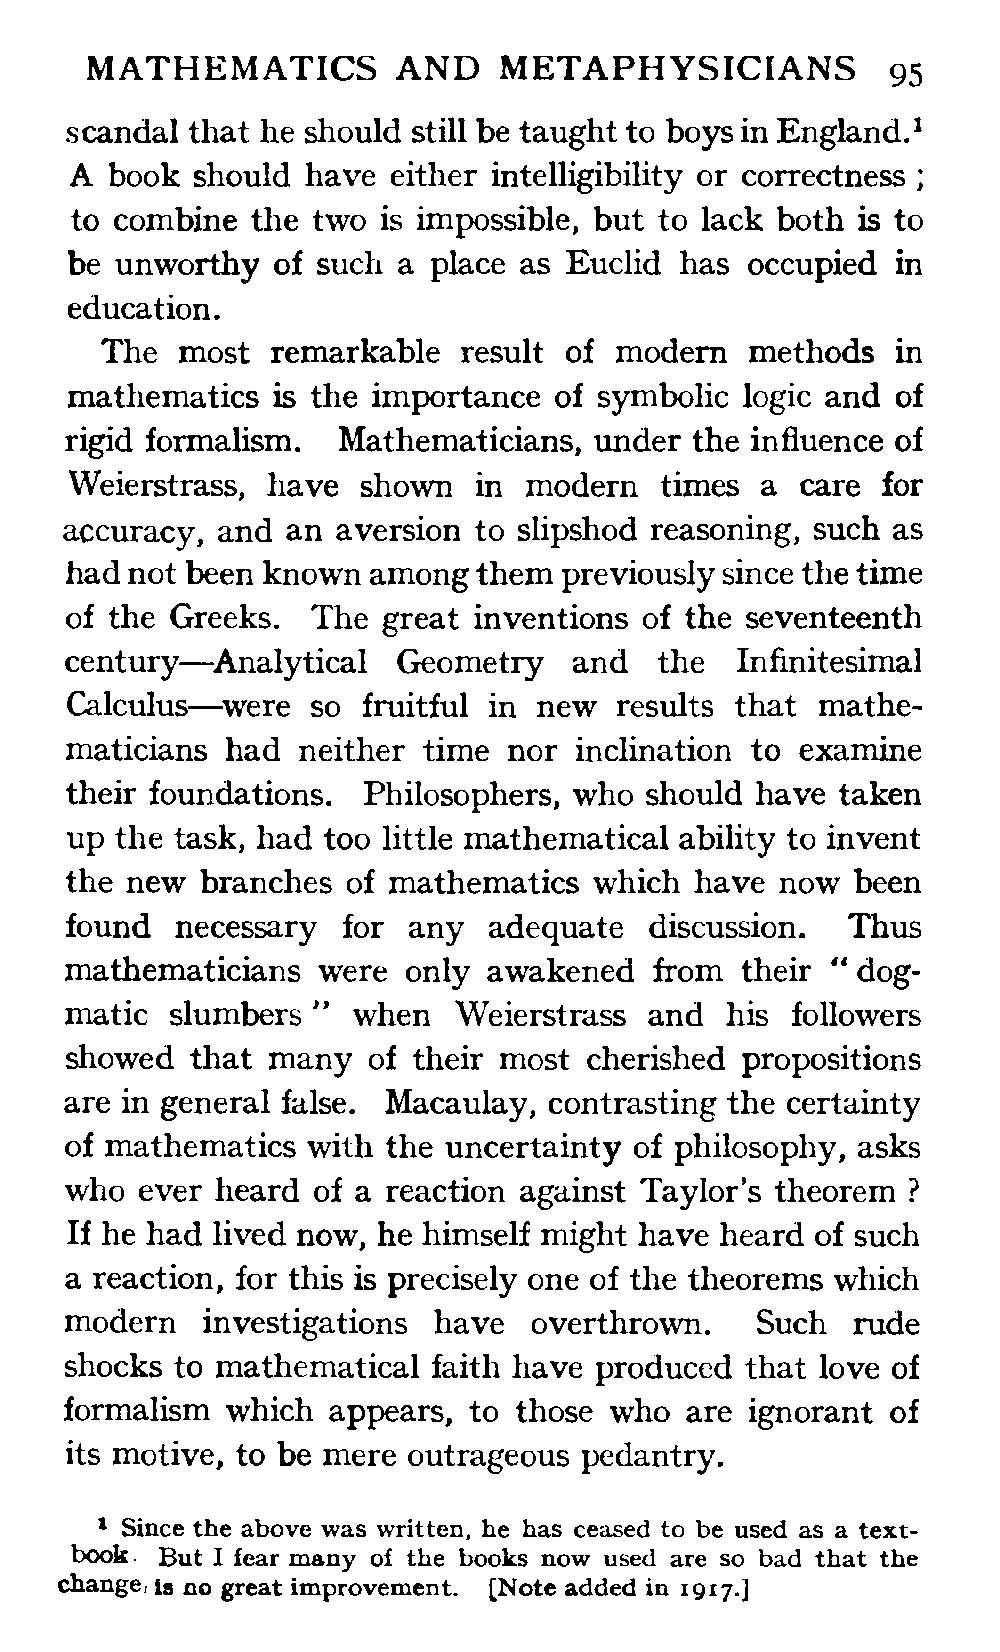 MATHEMATICS AND METAPHYSICIANS 95
scandal that he should still be taught to boys in England.¹
A book should have either intelligibility or correctness ;
to combine the two is impossible, but to lack both is to
be unworthy of such a place as Euclid has occupied in
education.
The most remarkable result of modern methods in
mathematics is the importance of symbolic logic and of
rigid formalism. Mathematicians, under the influence of
Weierstrass, have shown in modern times a care for
accuracy, and an aversion to slipshod reasoning, such as
had not been known among them previously since the time
of the Greeks. The great inventions of the seventeenth
century—Analytical Geometry and the Infinitesimal
Calculus—were so fruitful in new results that mathe-
maticians had neither time nor inclination to examine
their foundations. Philosophers, who should have taken
up the task, had too little mathematical ability to invent
the new branches of mathematics which have now been
found necessary for any adequate discussion. Thus
mathematicians were only awakened from their “ dog-
matic slumbers ” when Weierstrass and his followers
showed that many of their most cherished propositions
are in general false. Macaulay, contrasting the certainty
of mathematics with the uncertainty of philosophy, asks
who ever heard of a reaction against Taylor's theorem ?
If he had lived now, he himself might have heard of such
a reaction, for this is precisely one of the theorems which
modern investigations have overthrown. Such rude
shocks to mathematical faith have produced that love of
formalism which appears, to those who are ignorant of
its motive, to be mere outrageous pedantry.
¹ Since the above was written, he has ceased to be used as a text-
book. But I fear many of the books now used are so bad that the
change is no great improvement. [Note added in 1917.]